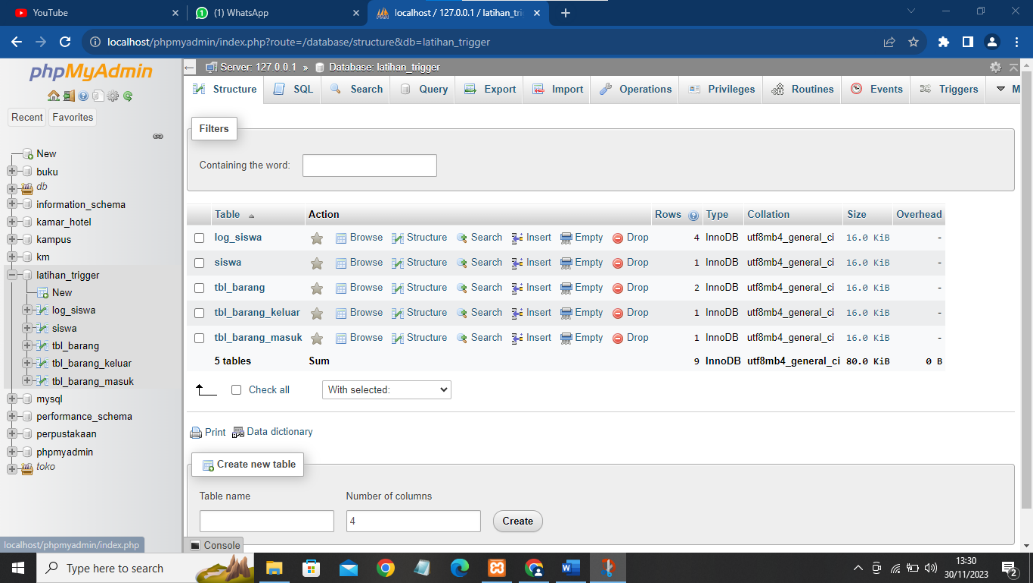 YouTube
(1) WhatsApp
localhost / 127.0.0.1 / latihan_tri
localhost/phpmyadmin/index.php?route=/database/structure&db=latihan_trigger
phpMyAdmin
Recent Favorites
New
buku
db
information_schema
kamar_hotel
kampus
km
latihan_trigger
New
log_siswa
siswa
tbl_barang
tbl_barang_keluar
tbl_barang_masuk
mysql
performance_schema
perpustakaan
phpmyadmin
toko
localhost/phpmyadmin/index.php
Server: 127.0.0.1 » Database: latihan_trigger
Structure SQL Search Query Export Import Operations Privileges Routines Events Triggers M
Filters
Containing the word:
Table Action Rows Type Collation Size Overhead
log_siswa Browse Structure Search Insert Empty Drop 4 InnoDB utf8mb4_general_ci 16.0 KiB -
siswa Browse Structure Search Insert Empty Drop 1 InnoDB utf8mb4_general_ci 16.0 KiB -
tbl_barang Browse Structure Search Insert Empty Drop 2 InnoDB utf8mb4_general_ci 16.0 KiB -
tbl_barang_keluar Browse Structure Search Insert Empty Drop 1 InnoDB utf8mb4_general_ci 16.0 KiB -
tbl_barang_masuk Browse Structure Search Insert Empty Drop 1 InnoDB utf8mb4_general_ci 16.0 KiB -
5 tables Sum 9 InnoDB utf8mb4_general_ci 80.0 KiB 0 B
Check all With selected:
Print Data dictionary
Create new table
Table name Number of columns
4 Create
Console
Type here to search
13:30
30/11/2023
2